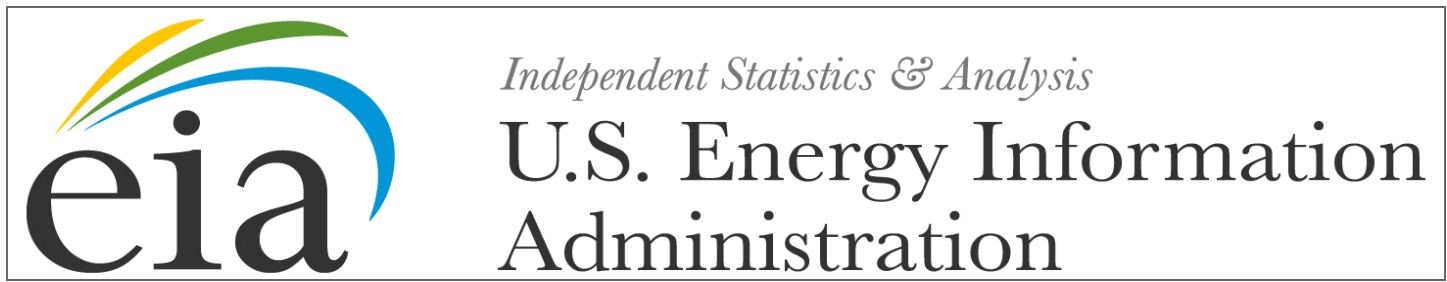 eia
Independent Statistics & Analysis
U.S. Energy Information
Administration